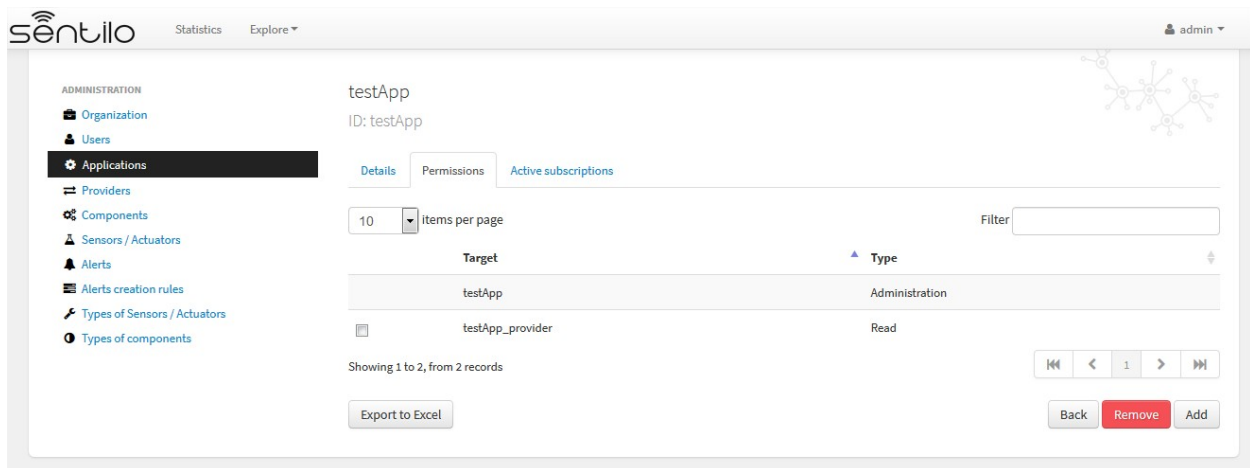 sentilo
Statistics
Explore
admin
ADMINISTRATION
Organization
Users
Applications
Providers
Components
Sensors / Actuators
Alerts
Alerts creation rules
Types of Sensors / Actuators
Types of components
testApp
ID: testApp
Details Permissions Active subscriptions
10 items per page Filter
Target Type
testApp Administration
testApp_provider Read
Showing 1 to 2, from 2 records
1
Export to Excel Back Remove Add